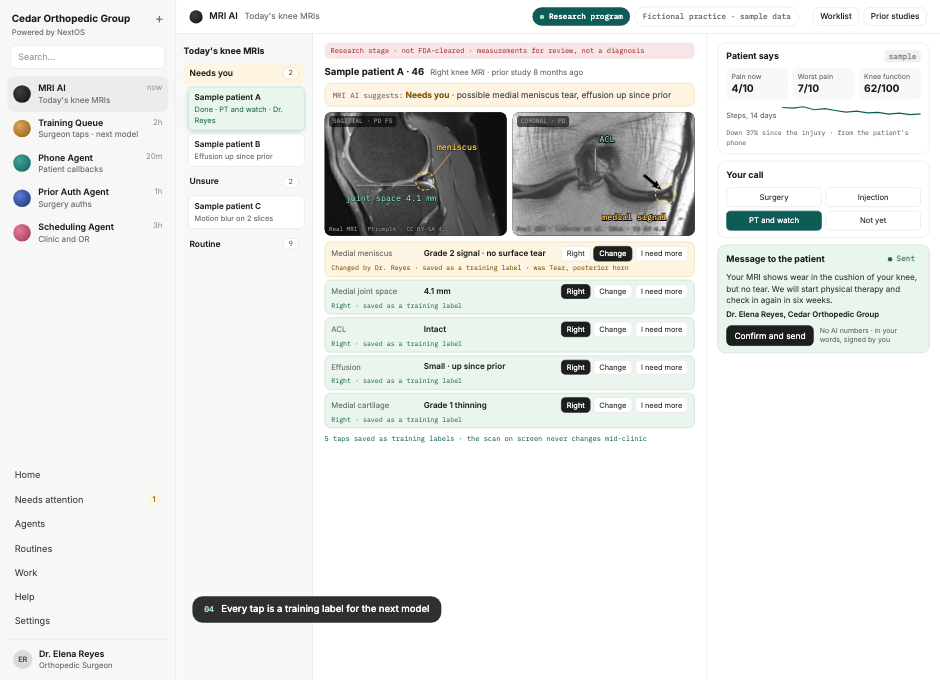 Cedar Orthopedic Group
+
Powered by NextOS
Search...
MRI AI
now
Today's knee MRIs
Training Queue
2h
Surgeon taps · next model
Phone Agent
20m
Patient callbacks
Prior Auth Agent
1h
Surgery auths
Scheduling Agent
3h
Clinic and OR
Home
Needs attention
1
Agents
Routines
Work
Help
Settings
ER
Dr. Elena Reyes
Orthopedic Surgeon
MRI AI Today's knee MRIs
Research program
Fictional practice · sample data
Worklist
Prior studies
Today's knee MRIs
Needs you
2
Sample patient A
Done · PT and watch · Dr.
Reyes
Sample patient B
Effusion up since prior
Unsure
2
Sample patient C
Motion blur on 2 slices
Routine
9
Research stage · not FDA-cleared · measurements for review, not a diagnosis
Sample patient A · 46 Right knee MRI · prior study 8 months ago
MRI AI suggests: Needs you · possible medial meniscus tear, effusion up since prior
SAGITTAL · PD FS
meniscus
joint space 4.1 mm
Real MRI · Ptrump16 · CC BY-SA 4.0
CORONAL · PD
ACL
medial signal
Medial meniscus
Grade 2 signal · no surface tear
Right
Change
I need more
Changed by Dr. Reyes · saved as a training label · was Tear, posterior horn
Medial joint space
4.1 mm
Right
Change
I need more
Right · saved as a training label
ACL
Intact
Right
Change
I need more
Right · saved as a training label
Effusion
Small · up since prior
Right
Change
I need more
Right · saved as a training label
Medial cartilage
Grade 1 thinning
Right
Change
I need more
Right · saved as a training label
5 taps saved as training labels · the scan on screen never changes mid-clinic
Patient says
sample
Pain now
4/10
Worst pain
7/10
Knee function
62/100
Steps, 14 days
Down 37% since the injury · from the patient's
phone
Your call
Surgery
Injection
PT and watch
Not yet
Message to the patient
Sent
Your MRI shows wear in the cushion of your knee,
but no tear. We will start physical therapy and
check in again in six weeks.
Dr. Elena Reyes, Cedar Orthopedic Group
Confirm and send
No AI numbers · in your
words, signed by you
04 Every tap is a training label for the next model